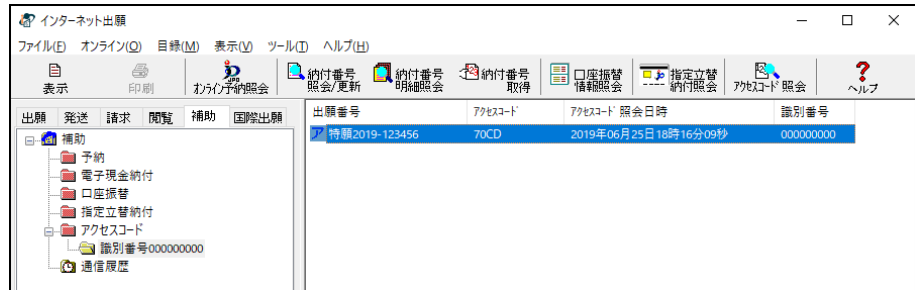 インターネット出願
ファイル(F) オンライン(O) 目録(M) 表示(V) ツール(T) ヘルプ(H)
表示 印刷 オンライン予納照会 納付番号照会/更新 納付番号明細照会 納付番号取得 口座振替情報照会 指定立替納付照会 アクセスコード照会 ヘルプ
出願 発送 請求 閲覧 補助 国際出願
出願番号 アクセスコード アクセスコード照会日時 識別番号
ア 特願2019-123456 70CD 2019年06月25日18時16分09秒 000000000
補助
予納
電子現金納付
口座振替
指定立替納付
アクセスコード
識別番号000000000
通信履歴